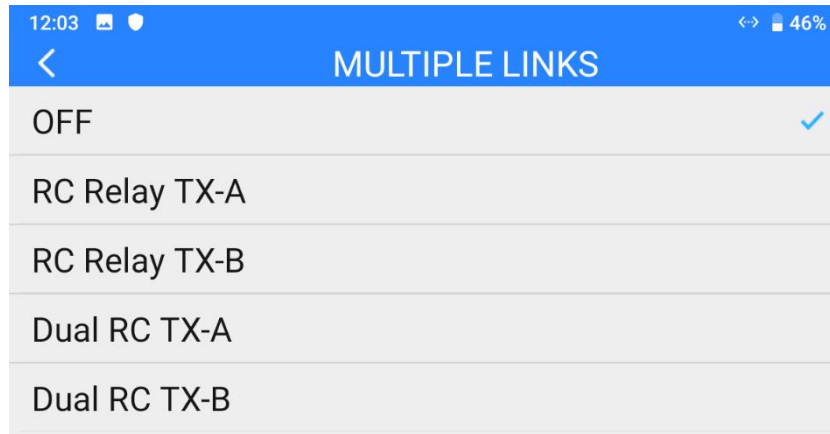 12:03 46%
MULTIPLE LINKS
OFF
RC Relay TX-A
RC Relay TX-B
Dual RC TX-A
Dual RC TX-B